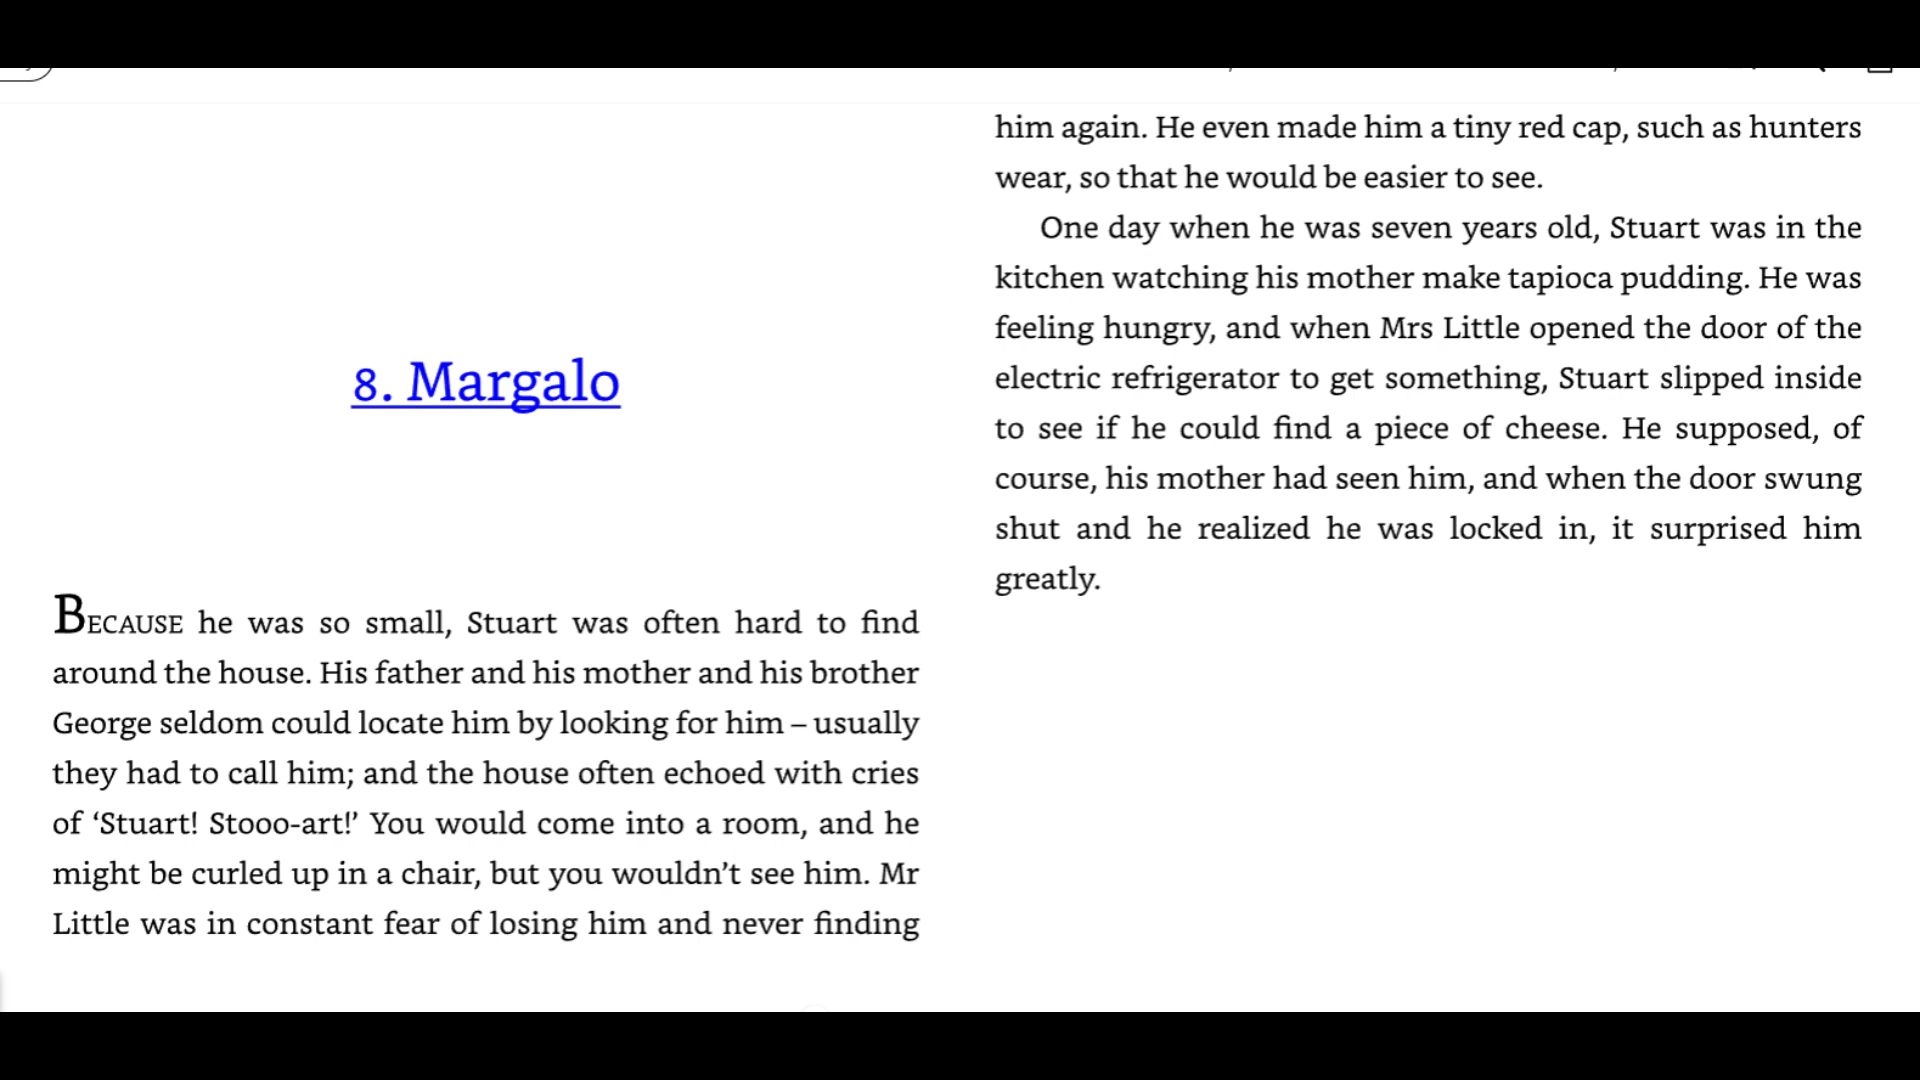 8. Margalo
BECAUSE he was so small, Stuart was often hard to find
around the house. His father and his mother and his brother
George seldom could locate him by looking for him – usually
they had to call him; and the house often echoed with cries
of ‘Stuart! Stooo-art!’ You would come into a room, and he
might be curled up in a chair, but you wouldn’t see him. Mr
Little was in constant fear of losing him and never finding
him again. He even made him a tiny red cap, such as hunters
wear, so that he would be easier to see.
One day when he was seven years old, Stuart was in the
kitchen watching his mother make tapioca pudding. He was
feeling hungry, and when Mrs Little opened the door of the
electric refrigerator to get something, Stuart slipped inside
to see if he could find a piece of cheese. He supposed, of
course, his mother had seen him, and when the door swung
shut and he realized he was locked in, it surprised him
greatly.